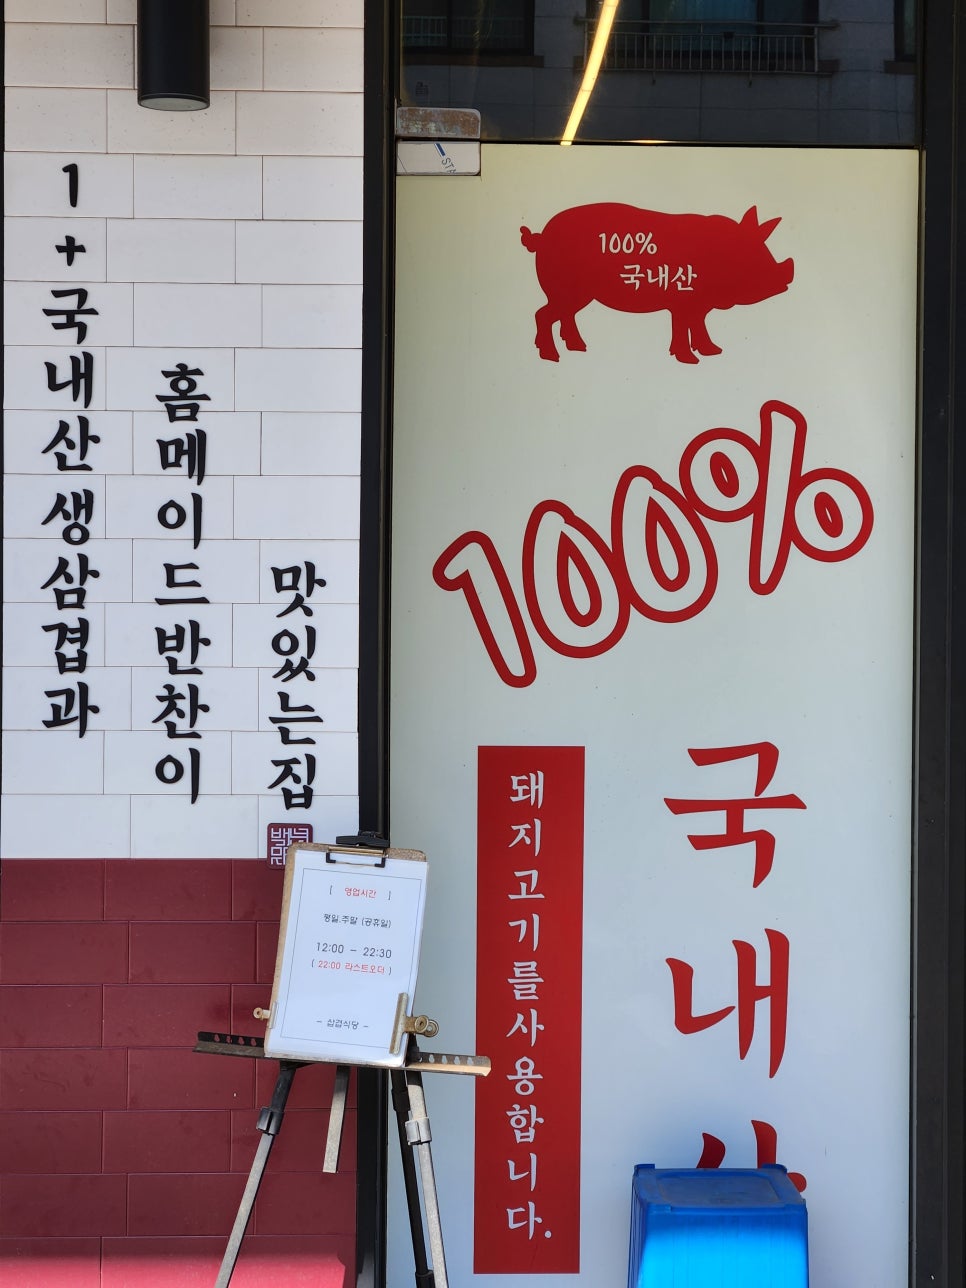 1+국내산생삼겹과
홈메이드반찬이
맛있는집
100%
국내산
100%
국내
돼지고기를사용합니다.
[ 영업시간 ]
평일.주말 (공휴일)
12:00 - 22:30
( 22:00 라스트오더 )
- 삼겹식당 -